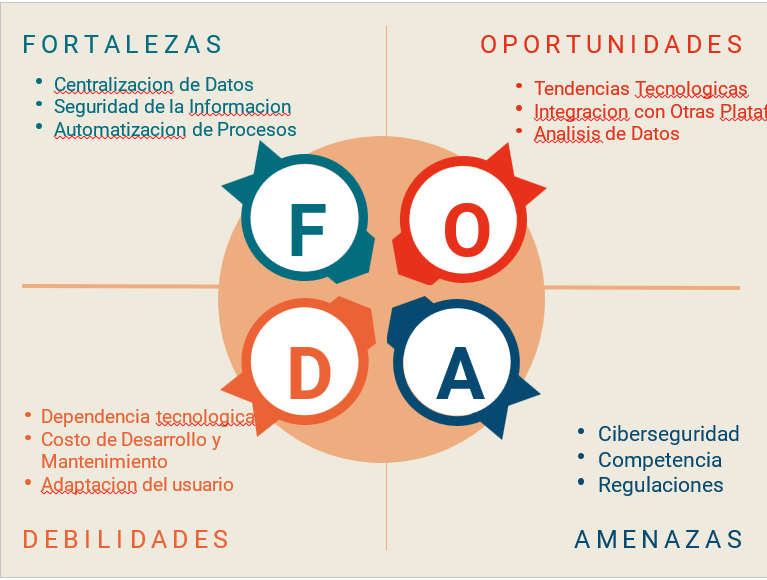 FORTALEZAS
Centralizacion de Datos
Seguridad de la Informacion
Automatizacion de Procesos
OPORTUNIDADES
Tendencias Tecnologicas
Integracion con Otras Plataf
Analisis de Datos
F
O
D
A
Dependencia tecnologica
Costo de Desarrollo y
Mantenimiento
Adaptacion del usuario
DEBILIDADES
Ciberseguridad
Competencia
Regulaciones
AMENAZAS